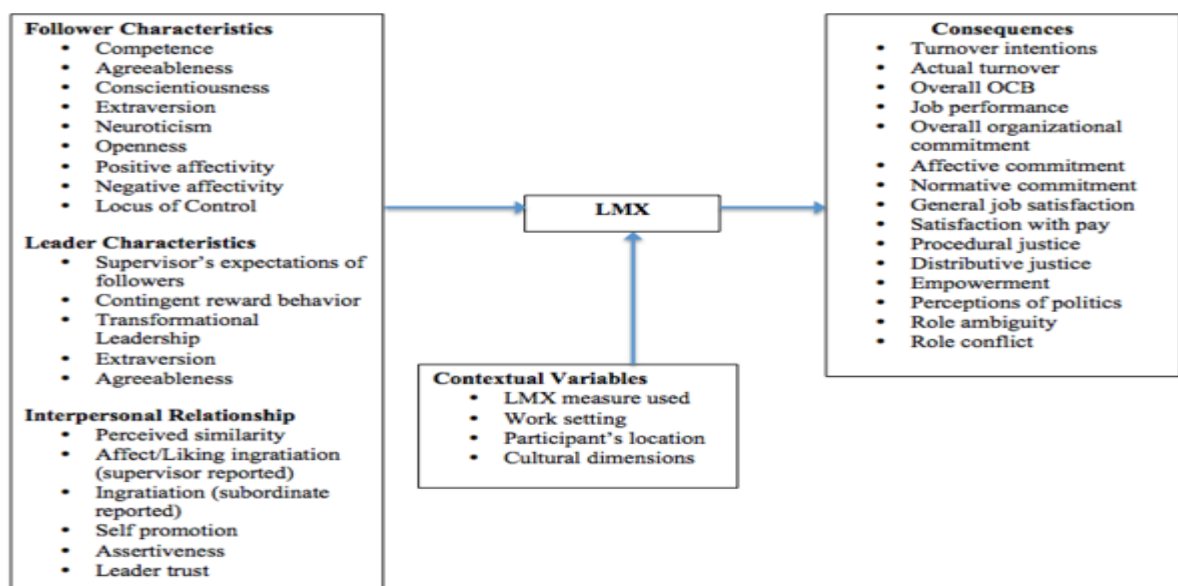 Follower Characteristics
• Competence
• Agreeableness
• Conscientiousness
• Extraversion
• Neuroticism
• Openness
• Positive affectivity
• Negative affectivity
• Locus of Control
Leader Characteristics
• Supervisor's expectations of
followers
• Contingent reward behavior
• Transformational
Leadership
• Extraversion
• Agreeableness
Interpersonal Relationship
• Perceived similarity
• Affect/Liking ingratiation
(supervisor reported)
• Ingratiation (subordinate
reported)
• Self promotion
• Assertiveness
• Leader trust
LMX
Contextual Variables
• LMX measure used
• Work setting
• Participant's location
• Cultural dimensions
Consequences
• Turnover intentions
• Actual turnover
• Overall OCB
• Job performance
• Overall organizational
commitment
• Affective commitment
• Normative commitment
• General job satisfaction
• Satisfaction with pay
• Procedural justice
• Distributive justice
• Empowerment
• Perceptions of politics
• Role ambiguity
• Role conflict